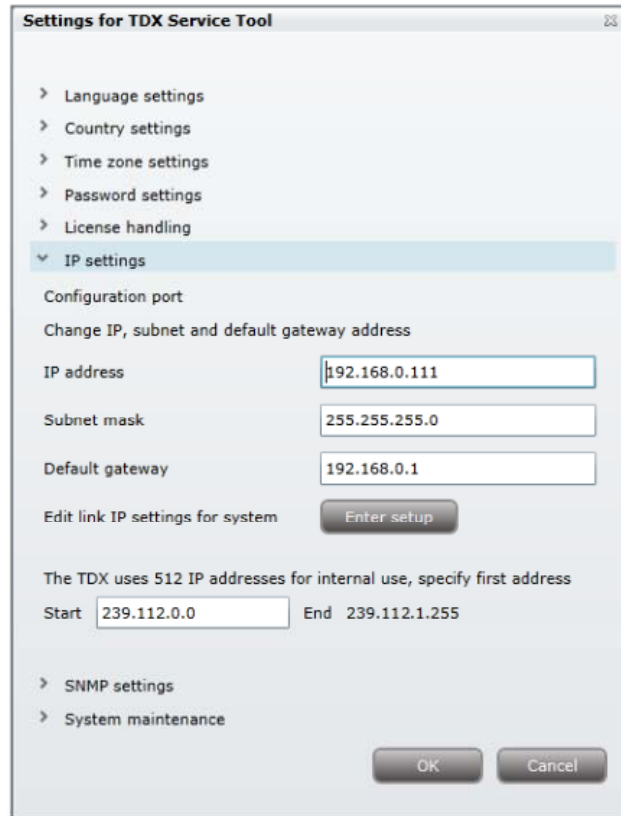 Settings for TDX Service Tool
Language settings
Country settings
Time zone settings
Password settings
License handling
IP settings
Configuration port
Change IP, subnet and default gateway address
IP address 192.168.0.111
Subnet mask 255.255.255.0
Default gateway 192.168.0.1
Edit link IP settings for system Enter setup
The TDX uses 512 IP addresses for internal use, specify first address
Start 239.112.0.0 End 239.112.1.255
SNMP settings
System maintenance
OK Cancel